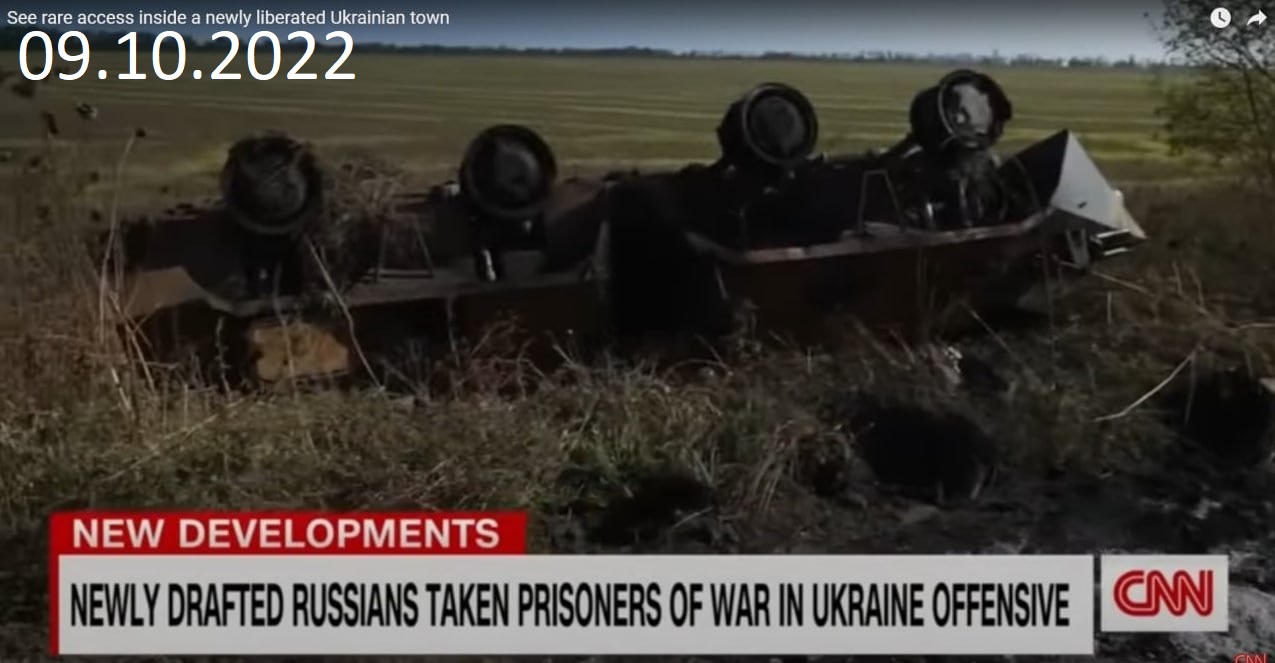 See rare access inside a newly liberated Ukrainian town
09.10.2022
NEW DEVELOPMENTS
NEWLY DRAFTED RUSSIANS TAKEN PRISONERS OF WAR IN UKRAINE OFFENSIVE
CNN
CNN